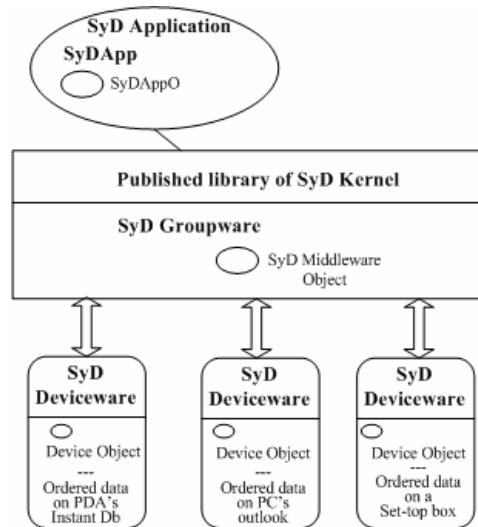 SyD Application
SyDApp
SyDAppO
Published library of SyD Kernel
SyD Groupware
SyD Middleware
Object
SyD
Deviceware
Device Object
---
Ordered data
on PDA's
Instant Db
SyD
Deviceware
Device Object
---
Ordered data
on PC's
outlook
SyD
Deviceware
Device Object
---
Ordered data
on a
Set-top box